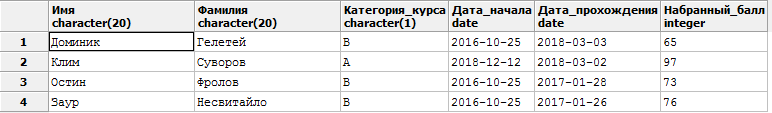 Имя Фамилия Категория_курса Дата_начала Дата_прохождения Набранный_балл
character(20) character(20) character(1) date date integer
1 Доминик Гелетей B 2016-10-25 2018-03-03 65
2 Клим Суворов A 2018-12-12 2018-03-02 97
3 Остин Фролов B 2016-10-25 2017-01-28 73
4 Заур Несвитайло B 2016-10-25 2017-01-26 76